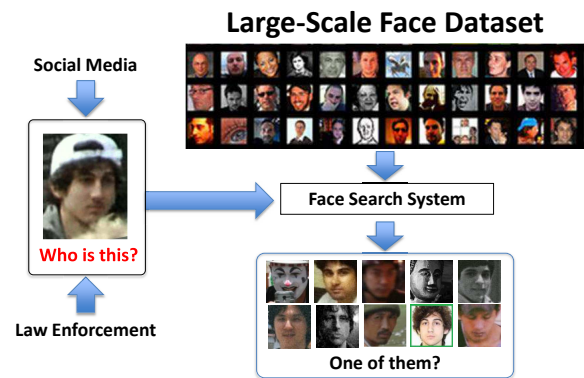 Large-Scale Face Dataset
Social Media
Who is this?
Law Enforcement
Face Search System
One of them?